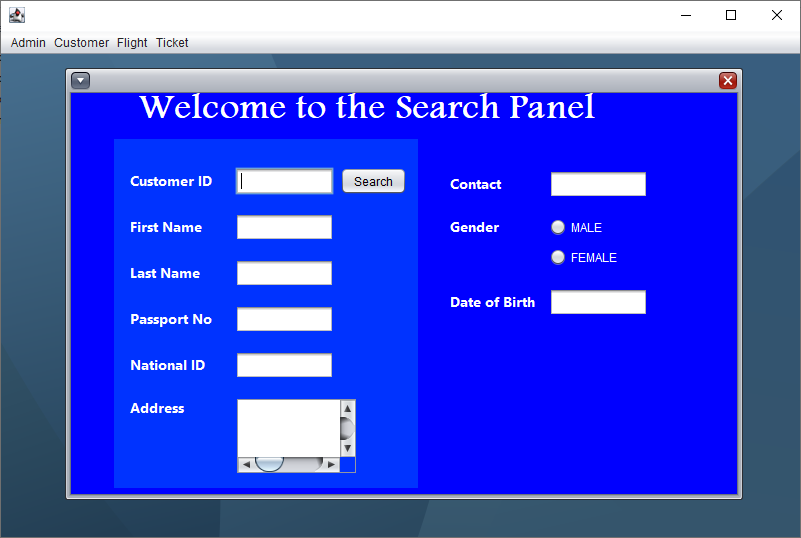 Admin Customer Flight Ticket
Welcome to the Search Panel
Customer ID
Search
First Name
Last Name
Passport No
National ID
Address
Contact
Gender
MALE
FEMALE
Date of Birth